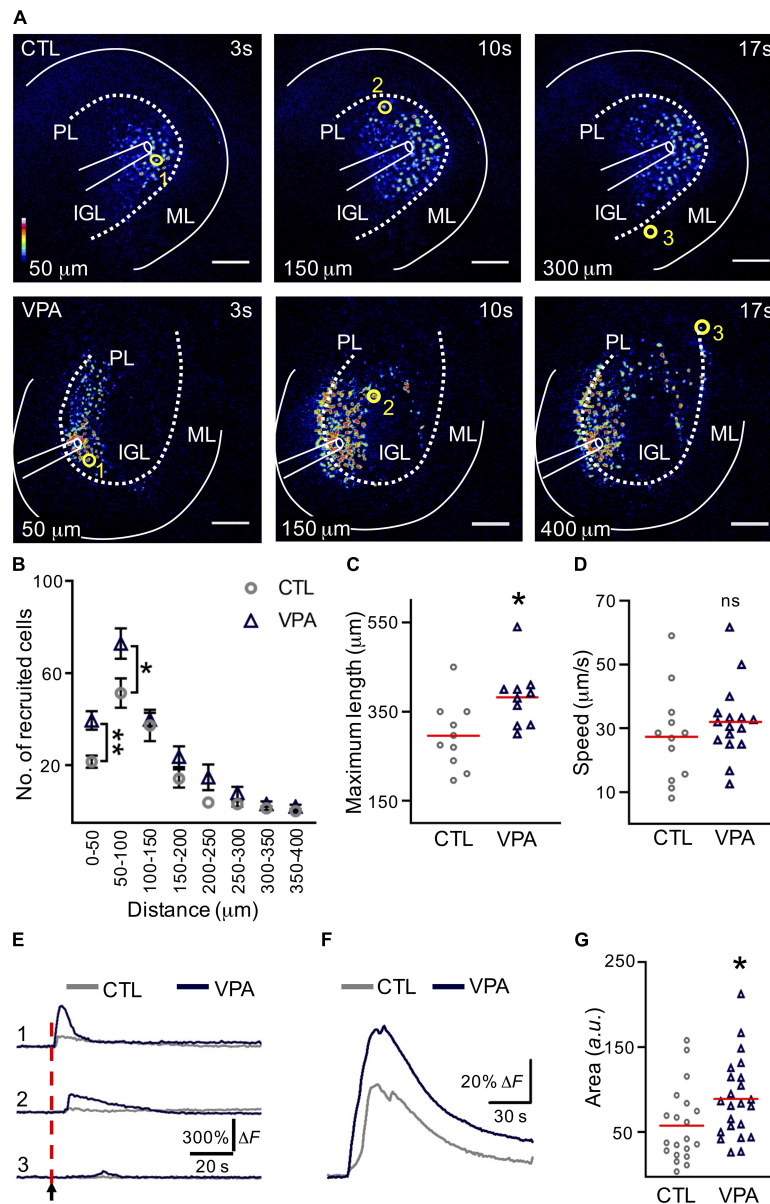 A
CTL 3s
PL
1
IGL ML
50 μm
10s
2
PL
IGL ML
150 μm
17s
PL
IGL ML
3
300 μm
VPA 3s
PL
1
IGL ML
50 μm
10s
PL
2
IGL ML
150 μm
17s
3
PL
IGL ML
400 μm
B
No. of recruited cells
100
60
20
CTL
VPA
**
*
0-50
50-100
100-150
150-200
200-250
250-300
300-350
350-400
Distance (μm)
C
Maximum length (μm)
550
350
150
*
CTL VPA
D
Speed (μm/s)
70
50
30
10
ns
CTL VPA
E
CTL VPA
1
2
3
300% ΔF
20 s
F
CTL VPA
20% ΔF
30 s
G
Area (a.u.)
250
150
50
*
CTL VPA